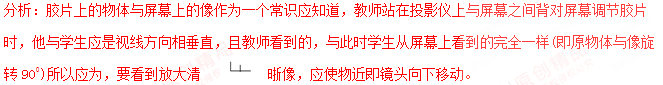 分析：胶片上的物体与屏幕上的像作为一个常识应知道，教师站在投影仪上与屏幕之间背对屏幕调节胶片
时，他与学生应是视线方向相垂直，且教师看到的，与此时学生从屏幕上看到的完全一样(即原物体与像旋
转90⁰)所以应为，要看到放大清 晰像，应使物近即镜头向下移动。